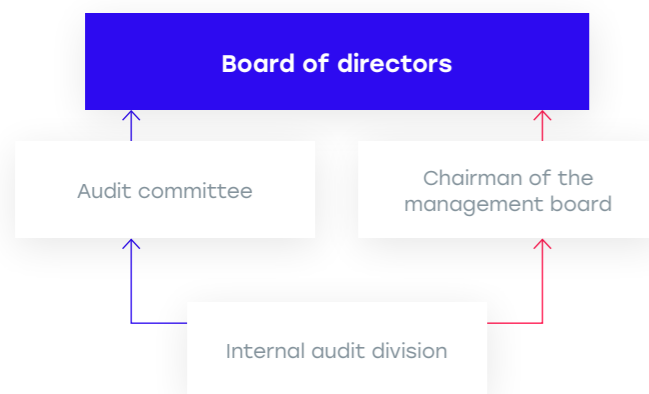 Board of directors
Audit committee
Chairman of the
management board
Internal audit division